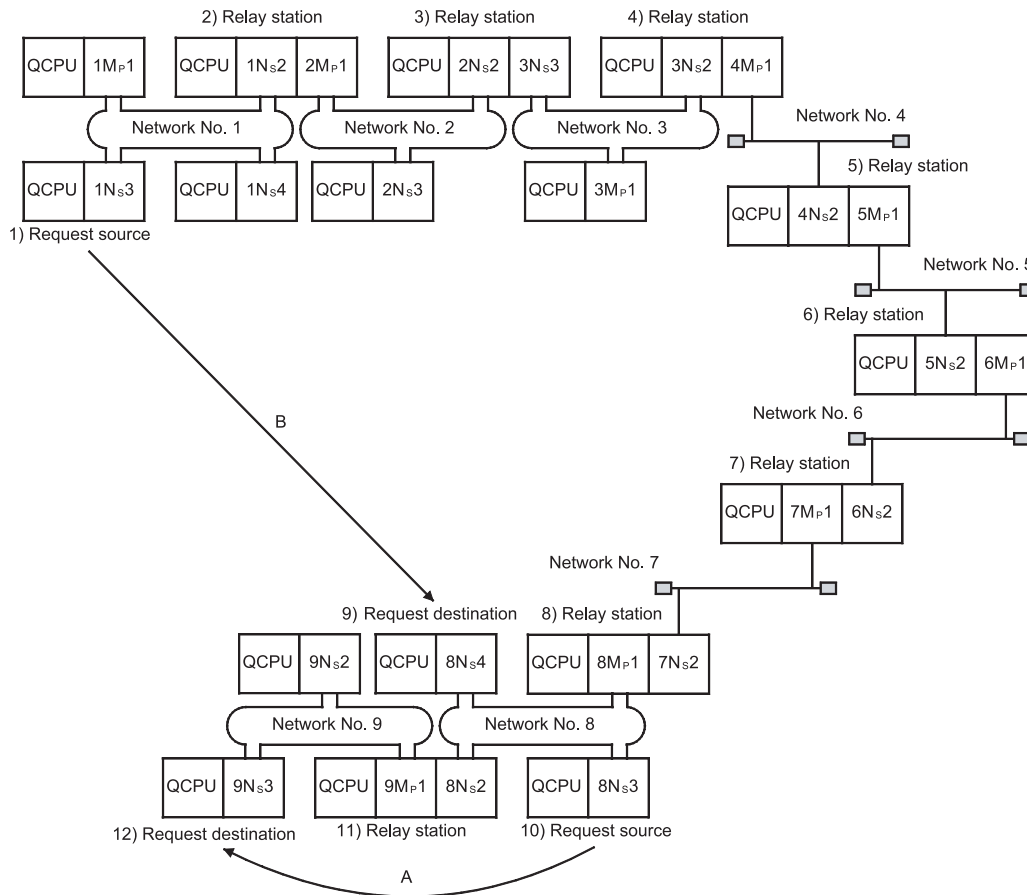 2) Relay station
3) Relay station
4) Relay station
QCPU 1MP1
QCPU 1NS2 2MP1
QCPU 2NS2 3NS3
QCPU 3NS2 4MP1
Network No. 1
Network No. 2
Network No. 3
Network No. 4
QCPU 1NS3
QCPU 1NS4
QCPU 2NS3
QCPU 3MP1
5) Relay station
QCPU 4NS2 5MP1
1) Request source
Network No. 5
6) Relay station
QCPU 5NS2 6MP1
B
Network No. 6
7) Relay station
QCPU 7MP1 6NS2
Network No. 7
9) Request destination
8) Relay station
QCPU 9NS2
QCPU 8NS4
QCPU 8MP1 7NS2
Network No. 9
Network No. 8
QCPU 9NS3
QCPU 9MP1 8NS2
QCPU 8NS3
12) Request destination
11) Relay station
10) Request source
A